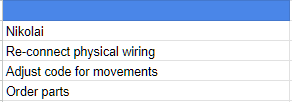 Nikolai
Re-connect physical wiring
Adjust code for movements
Order parts